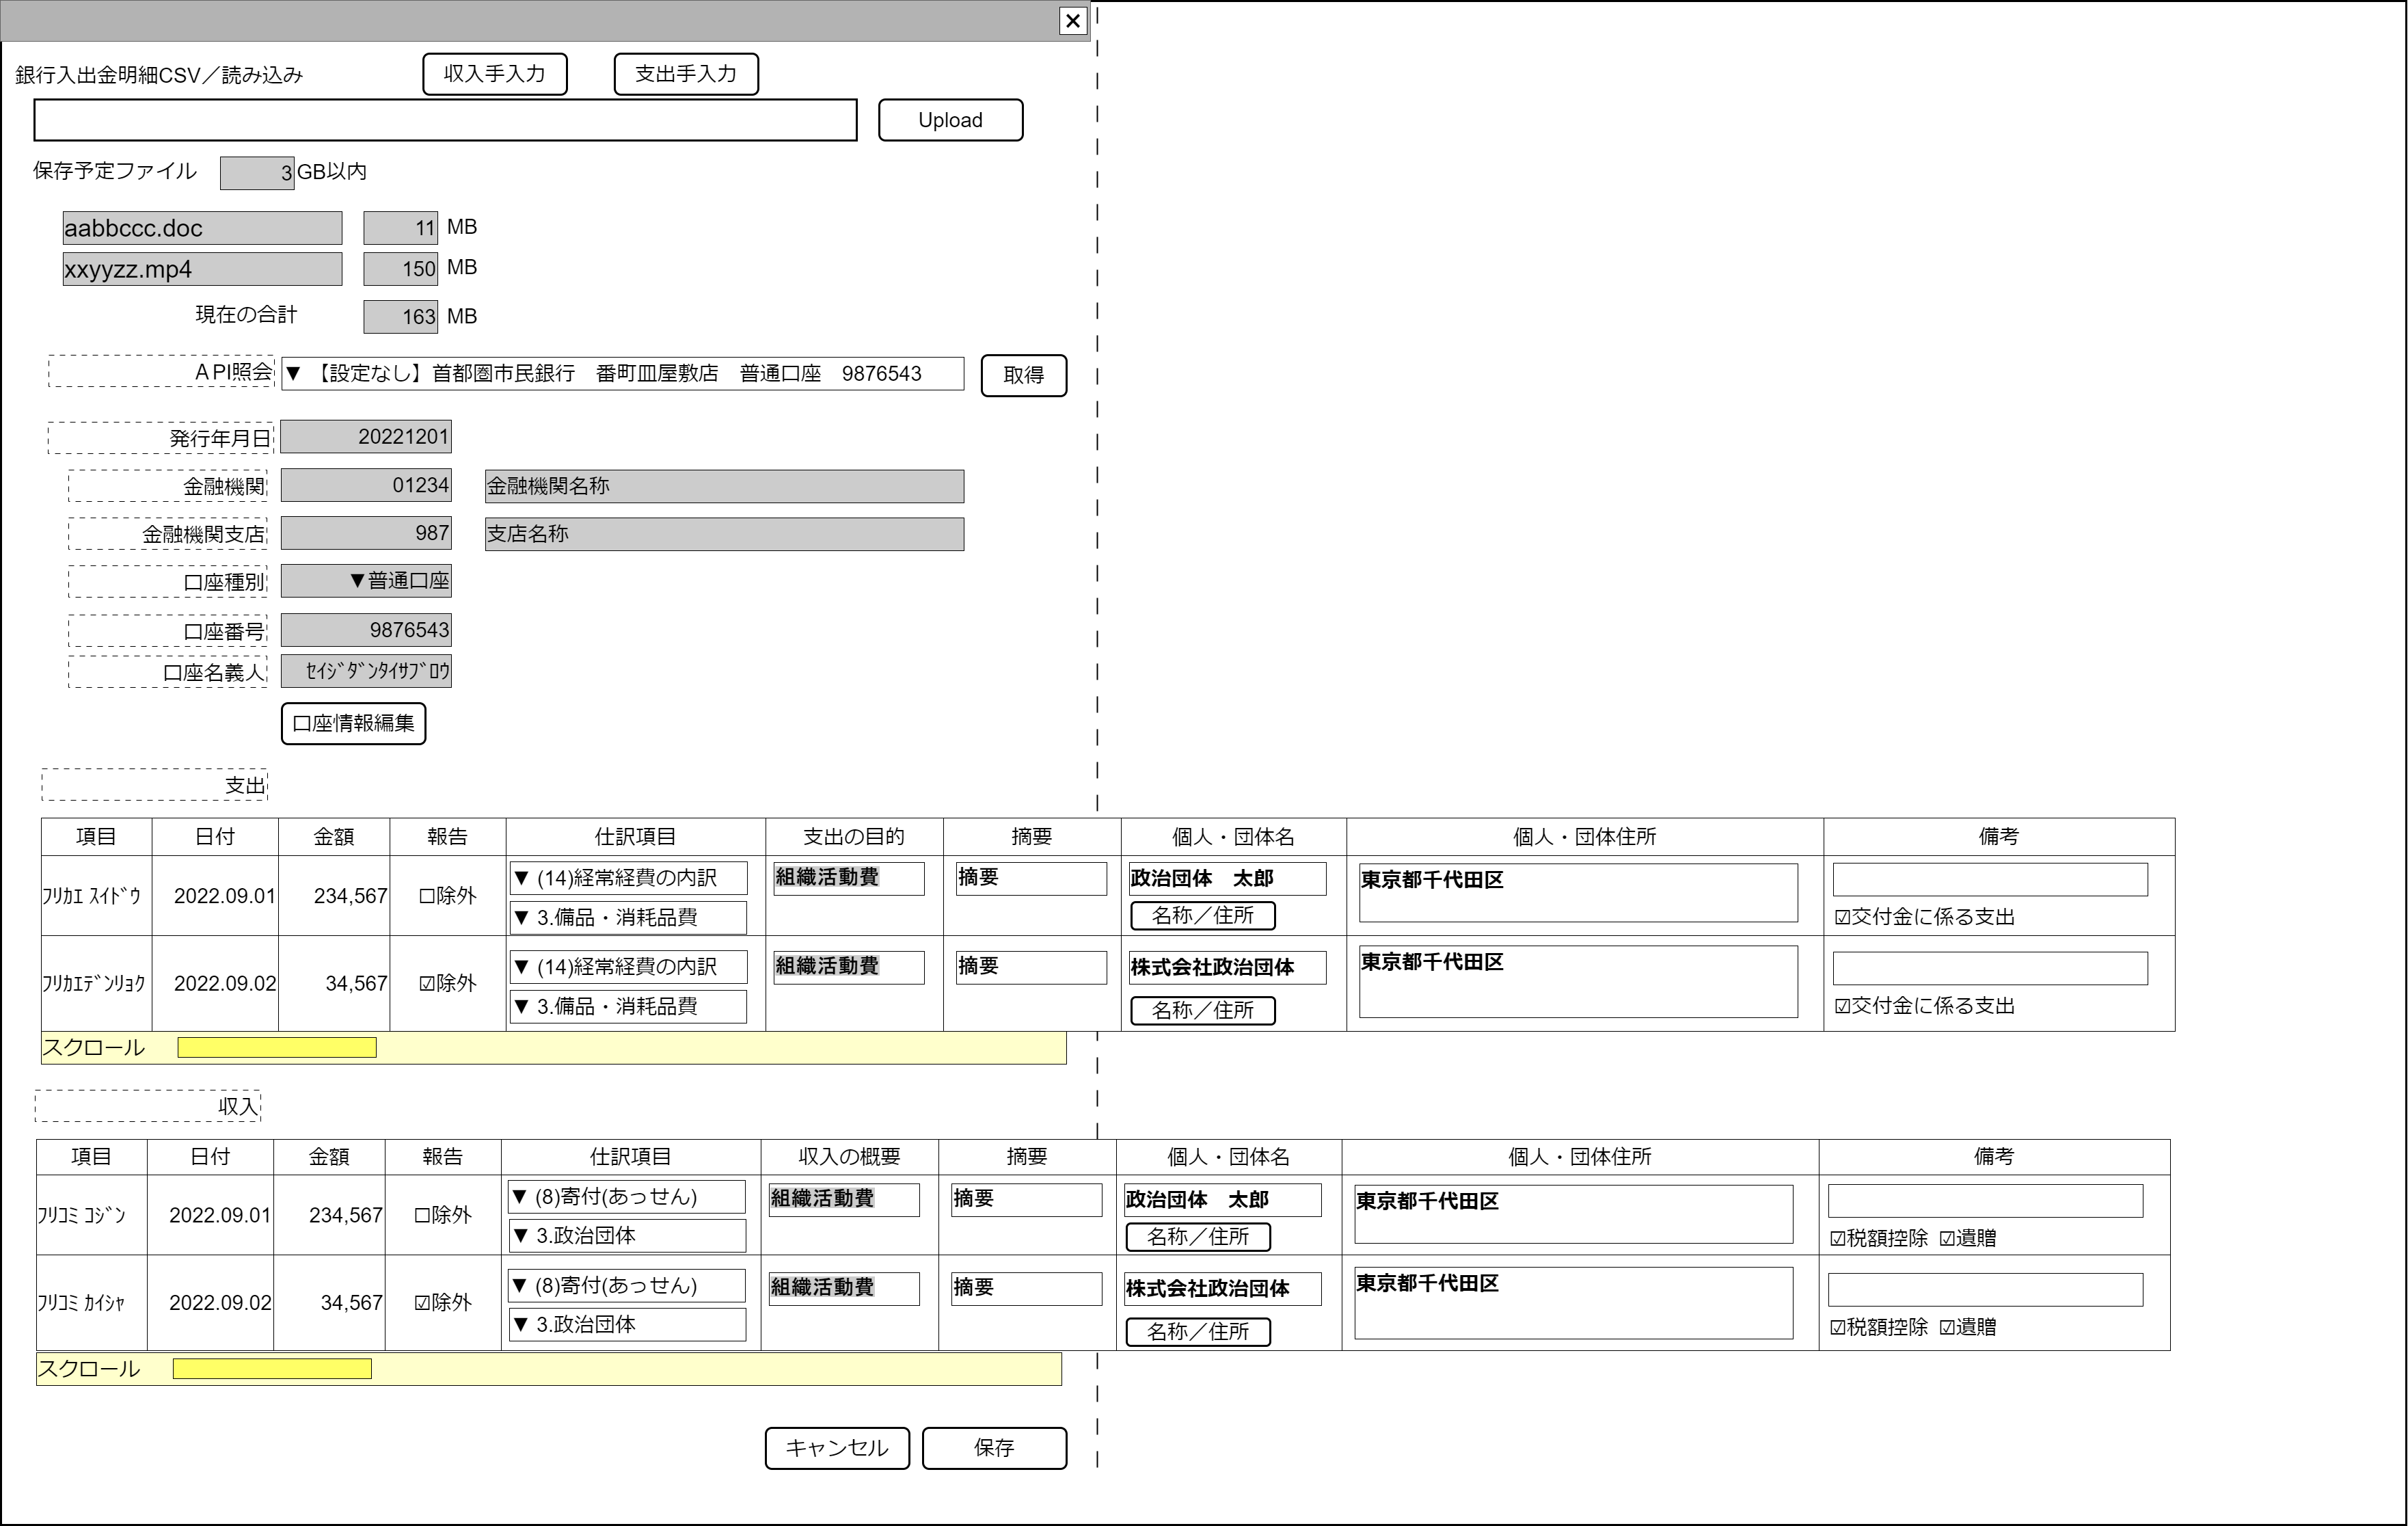 ×
銀行入出金明細CSV／読み込み 収入手入力 支出手入力
Upload
保存予定ファイル 3 GB以内
aabbccc.doc 11 MB
xxyyzz.mp4 150 MB
現在の合計 163 MB
ＡPI照会 ▼ 【設定なし】首都圏市民銀行　番町皿屋敷店　普通口座　9876543 取得
発行年月日 20221201
金融機関 01234 金融機関名称
金融機関支店 987 支店名称
口座種別 ▼普通口座
口座番号 9876543
口座名義人 ｾｲｼﾞﾀﾞﾝﾀｲｻﾌﾞﾛｳ
口座情報編集
支出
項目 日付 金額 報告 仕訳項目 支出の目的 摘要 個人・団体名 個人・団体住所 備考
ﾌﾘｶｴ ｽｲﾄﾞｳ 2022.09.01 234,567 ☐除外 ▼ (14)経常経費の内訳 組織活動費 摘要 政治団体　太郎 東京都千代田区
▼ 3.備品・消耗品費 名称／住所 ☑交付金に係る支出
ﾌﾘｶｴﾃﾞﾝﾘｮｸ 2022.09.02 34,567 ☑除外 ▼ (14)経常経費の内訳 組織活動費 摘要 株式会社政治団体 東京都千代田区
▼ 3.備品・消耗品費 名称／住所 ☑交付金に係る支出
スクロール
収入
項目 日付 金額 報告 仕訳項目 収入の概要 摘要 個人・団体名 個人・団体住所 備考
ﾌﾘｺﾐ ｺｼﾞﾝ 2022.09.01 234,567 ☐除外 ▼ (8)寄付(あっせん) 組織活動費 摘要 政治団体　太郎 東京都千代田区
▼ 3.政治団体 名称／住所 ☑税額控除 ☑遺贈
ﾌﾘｺﾐ ｶｲｼｬ 2022.09.02 34,567 ☑除外 ▼ (8)寄付(あっせん) 組織活動費 摘要 株式会社政治団体 東京都千代田区
▼ 3.政治団体 名称／住所 ☑税額控除 ☑遺贈
スクロール
キャンセル 保存